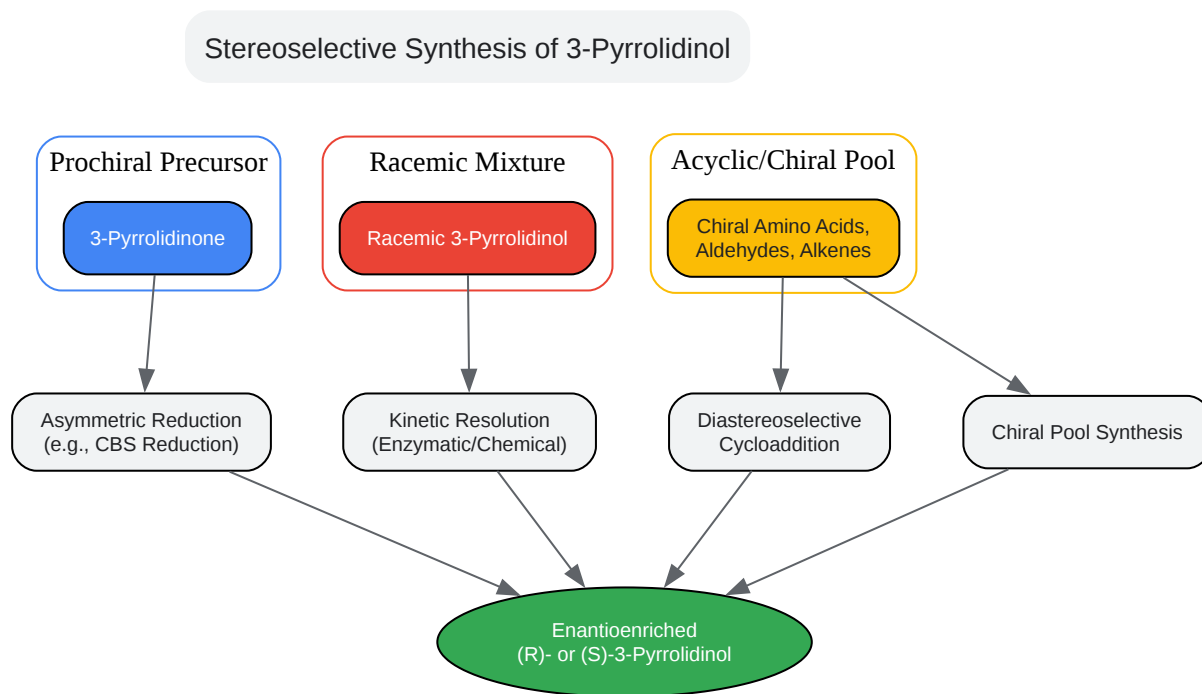 Stereoselective Synthesis of 3-Pyrrolidinol
Prochiral Precursor
Racemic Mixture
Acyclic/Chiral Pool
3-Pyrrolidinone
Racemic 3-Pyrrolidinol
Chiral Amino Acids,
Aldehydes, Alkenes
Asymmetric Reduction
(e.g., CBS Reduction)
Kinetic Resolution
(Enzymatic/Chemical)
Diastereoselective
Cycloaddition
Chiral Pool Synthesis
Enantioenriched
(R)- or (S)-3-Pyrrolidinol